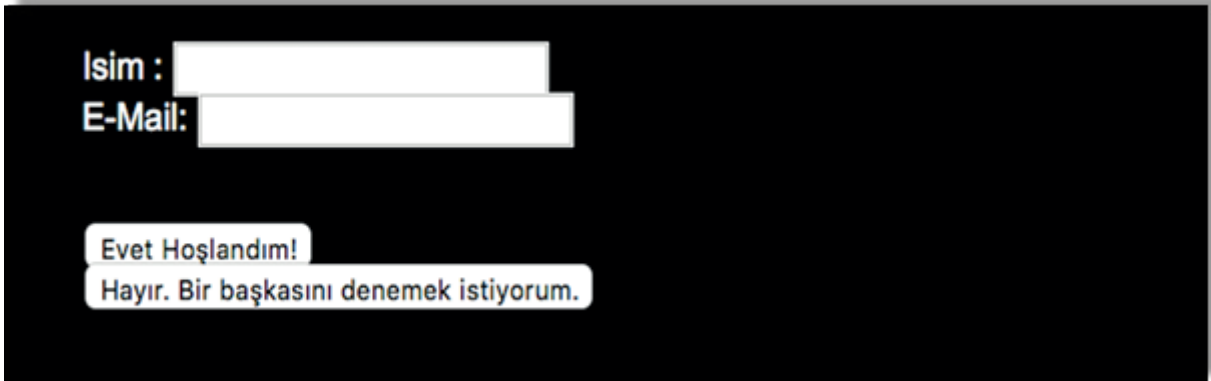 Isim :
E-Mail:
Evet Hoşlandım!
Hayır. Bir başkasını denemek istiyorum.